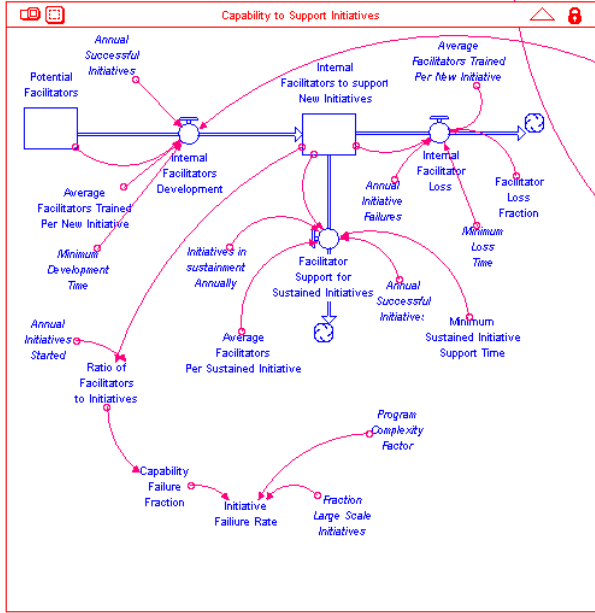 Capability to Support Initiatives
Annual
Successful
Initiatives
Potential
Facilitators
Internal
Facilitators to support
New Initiatives
Average
Facilitators Trained
Per New Initiative
Internal
Facilitators
Development
Internal
Facilitator
Loss
Average
Facilitators Trained
Per New Initiative
Annual
Initiative
Failures
Facilitator
Loss
Fraction
Minimum
Development
Time
Initiatives in
sustainment
Annually
Facilitator
Support for
Sustained Initiatives
Minimum
Loss
Time
Annual
Successful
Initiatives
Annual
Initiatives
Started
Average
Facilitators
Per Sustained Initiative
Minimum
Sustained Initiative
Support Time
Ratio of
Facilitators
to Initiatives
Program
Complexity
Factor
Capability
Failure
Fraction
Initiative
Failiure Rate
Fraction
Large Scale
Initiatives